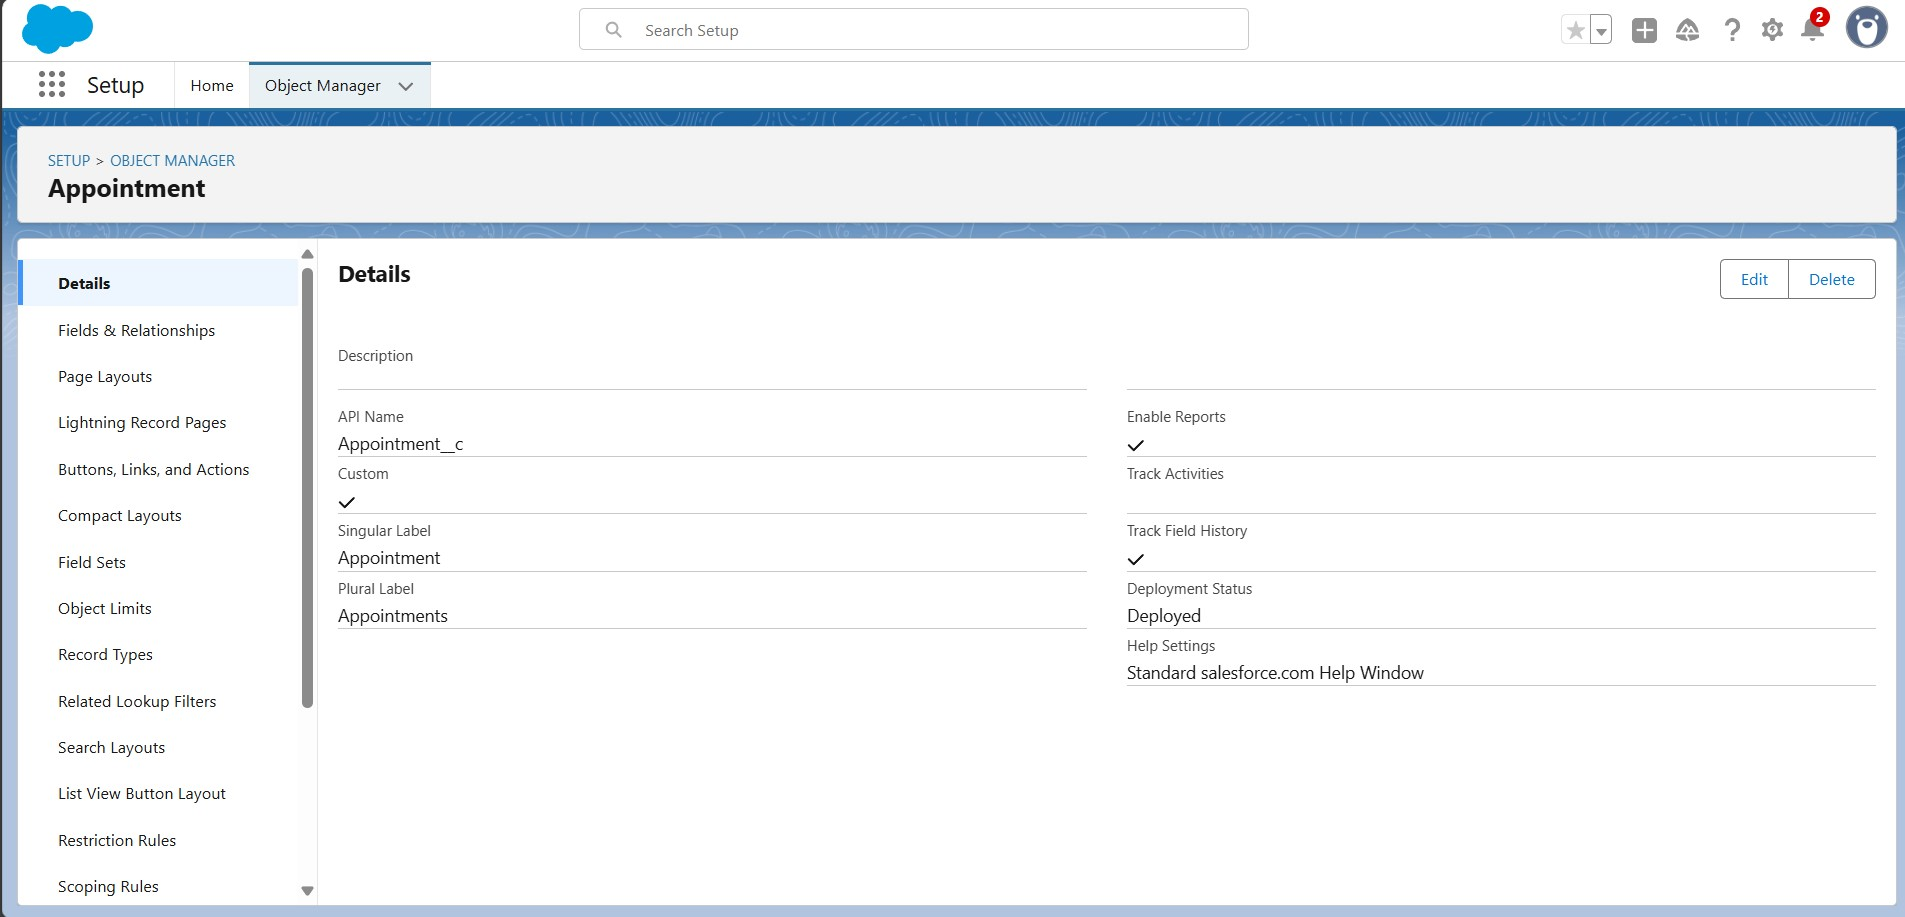 Search Setup
2
Setup
Home
Object Manager
SETUP > OBJECT MANAGER
Appointment
Details
Fields & Relationships
Page Layouts
Lightning Record Pages
Buttons, Links, and Actions
Compact Layouts
Field Sets
Object Limits
Record Types
Related Lookup Filters
Search Layouts
List View Button Layout
Restriction Rules
Scoping Rules
Details
Edit
Delete
Description
API Name
Appointment__c
Custom
Singular Label
Appointment
Plural Label
Appointments
Enable Reports
Track Activities
Track Field History
Deployment Status
Deployed
Help Settings
Standard salesforce.com Help Window